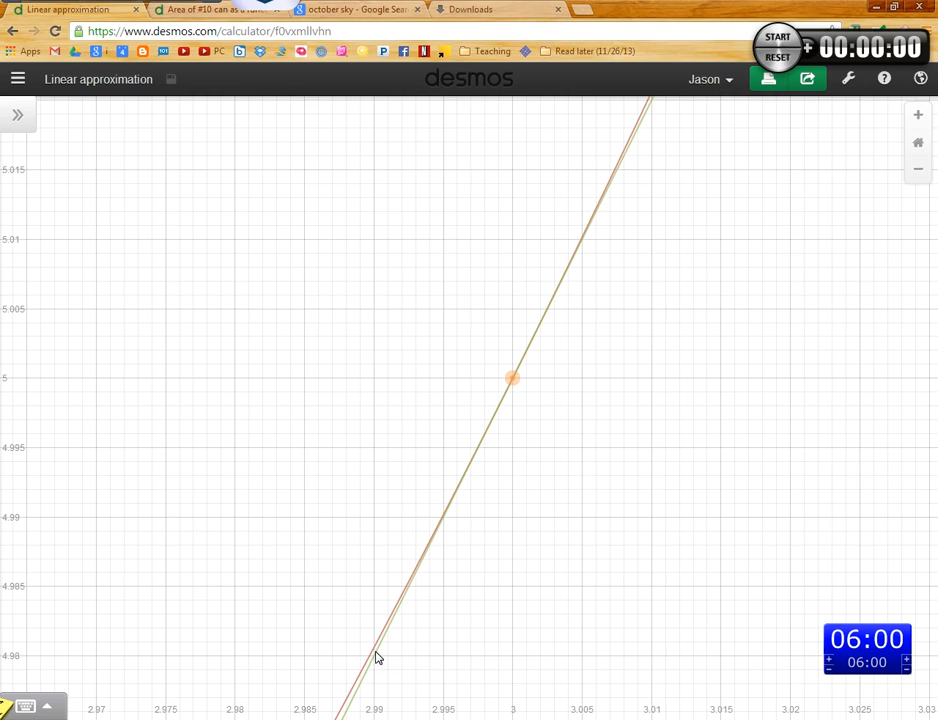 Linear approximation
Area of #10 can as a func
october sky - Google Sear
Downloads
https://www.desmos.com/calculator/f0vxmllvhn
Apps
PC
Teaching
Read later (11/26/13)
START
RESET
00:00:00
Linear approximation
desmos
Jason
5.015
5.01
5.005
5
4.995
4.99
4.985
4.98
06:00
06:00
2.97 2.975 2.98 2.985 2.99 2.995 3 3.005 3.01 3.015 3.02 3.025 3.03